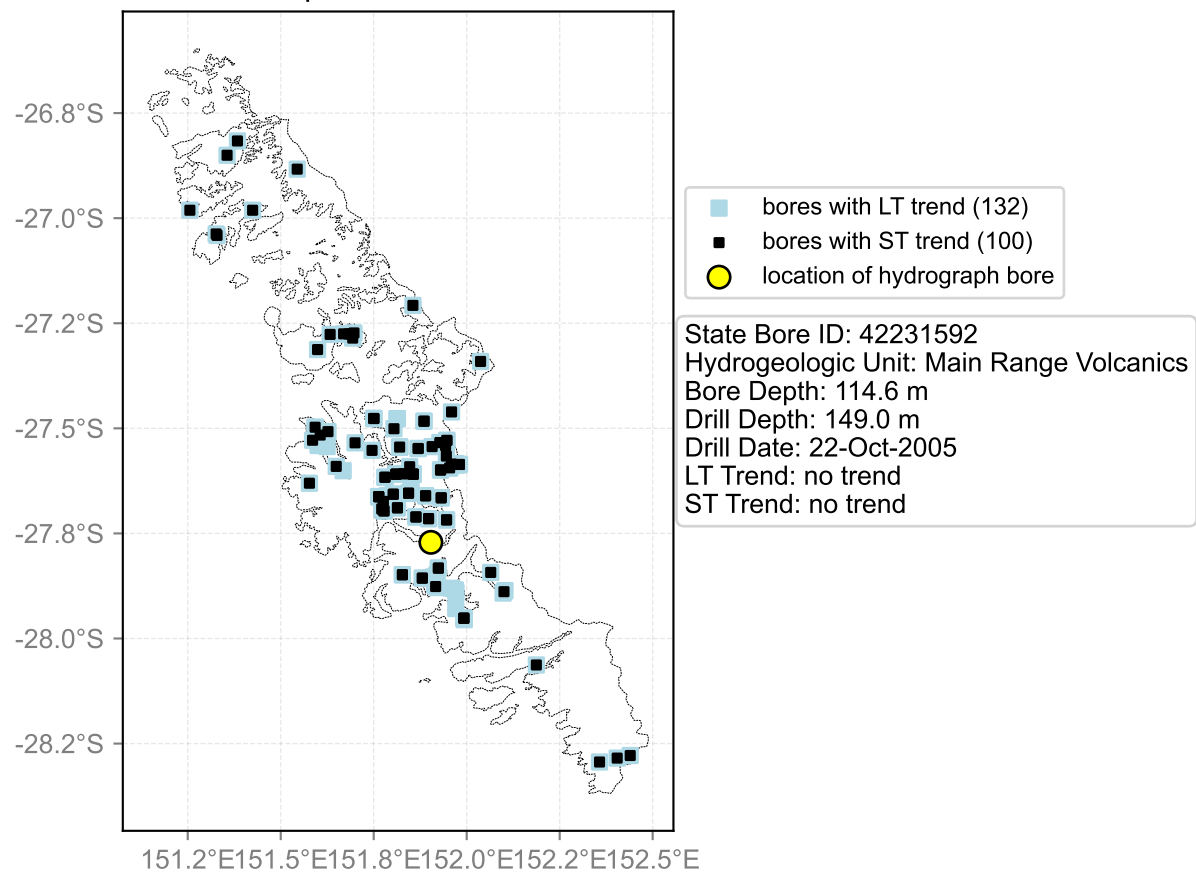 -26.8°S
-27.0°S
-27.2°S
-27.5°S
-27.8°S
-28.0°S
-28.2°S
151.2°E151.5°E151.8°E152.0°E152.2°E152.5°E
bores with LT trend (132)
bores with ST trend (100)
location of hydrograph bore
State Bore ID: 42231592
Hydrogeologic Unit: Main Range Volcanics
Bore Depth: 114.6 m
Drill Depth: 149.0 m
Drill Date: 22-Oct-2005
LT Trend: no trend
ST Trend: no trend